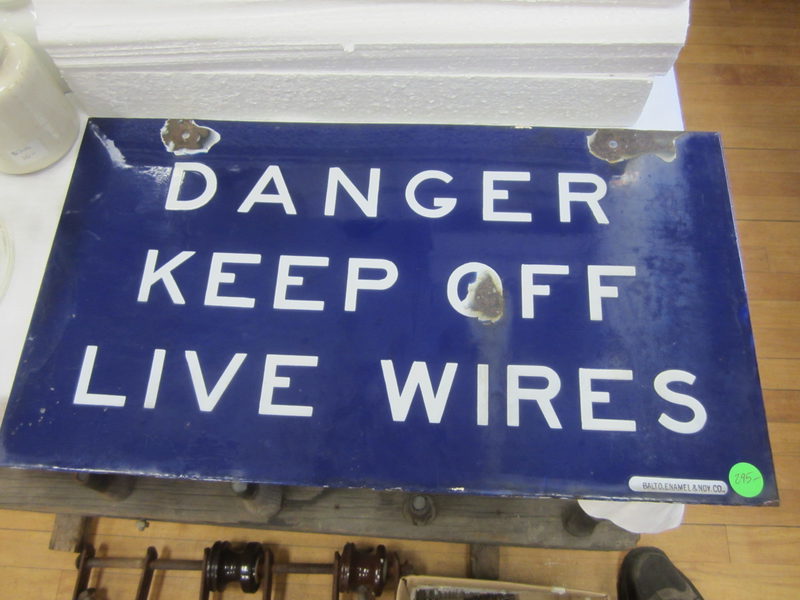 DANGER
KEEP OFF
LIVE WIRES
BALTO. ENAMEL & NOV. CO.
295-